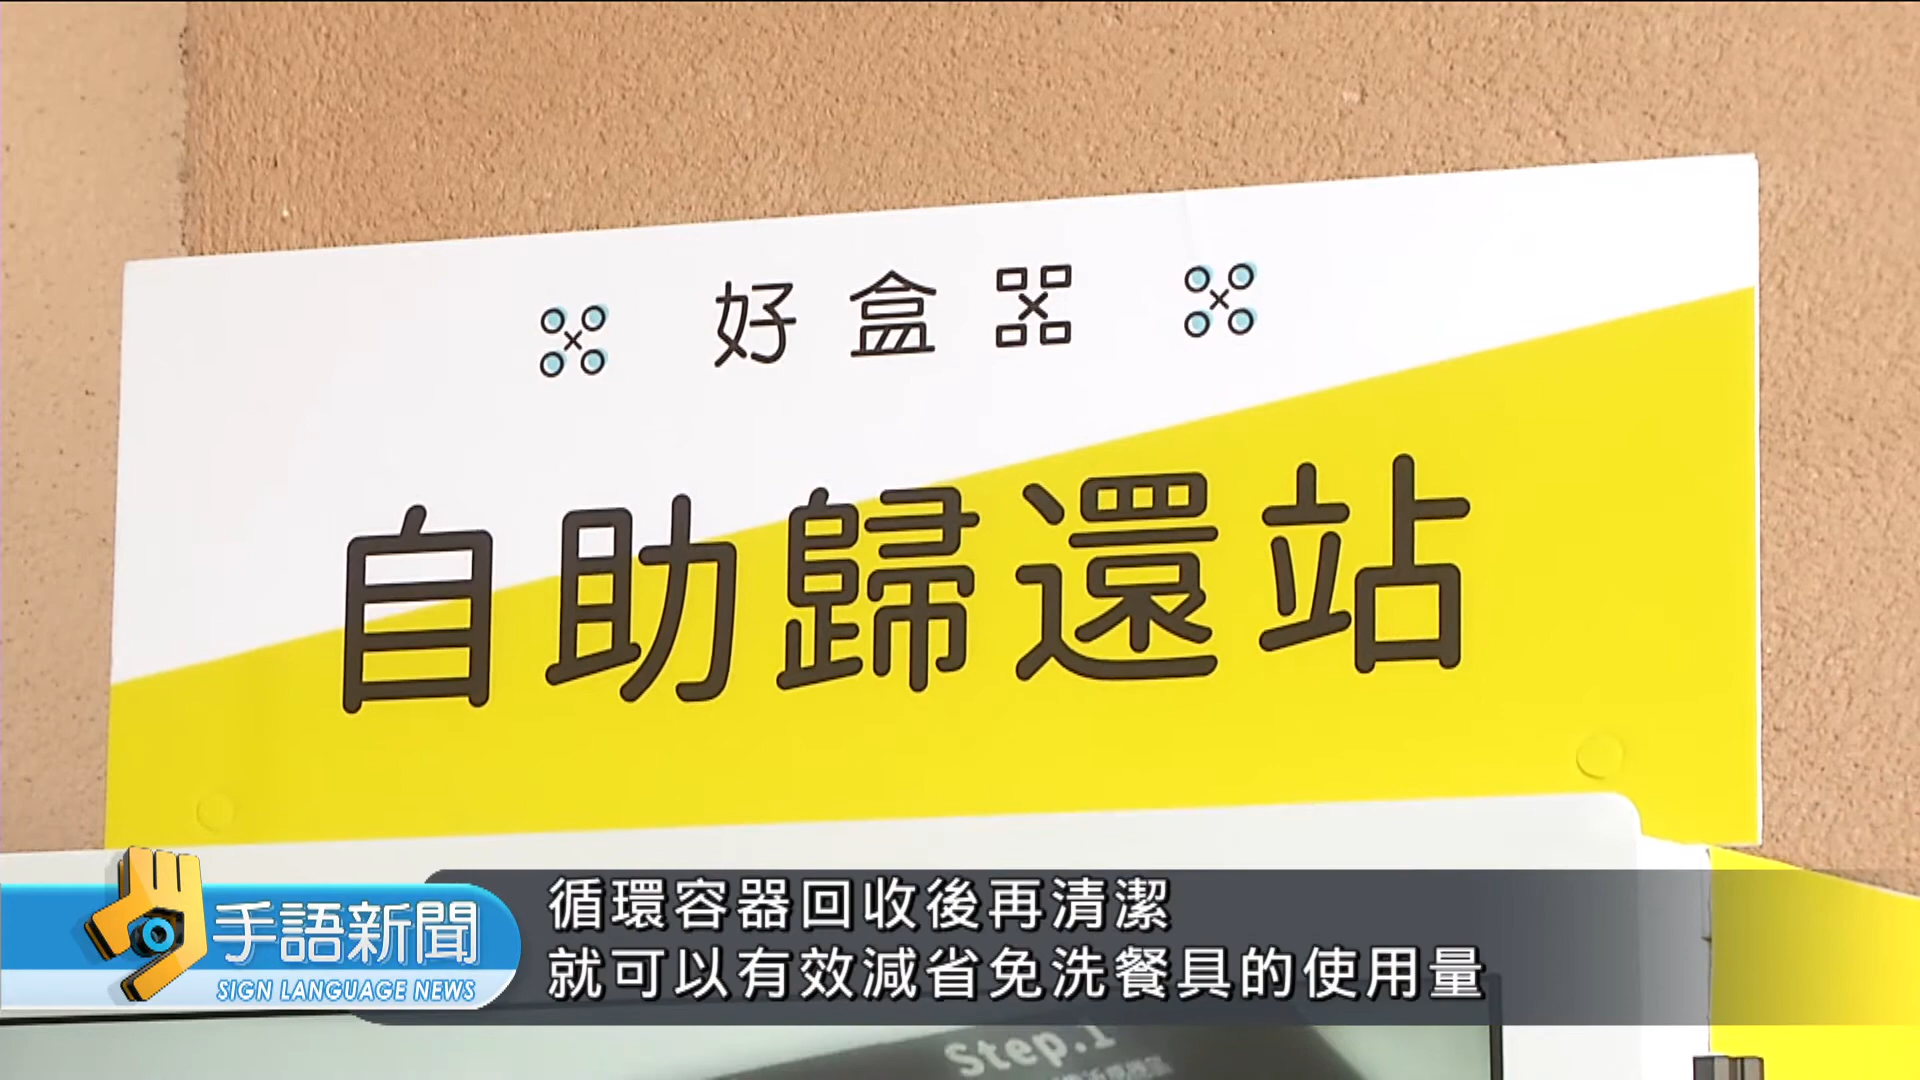 好盒器
自助歸還站
手語新聞
SIGN LANGUAGE NEWS
循環容器回收後再清潔
就可以有效減省免洗餐具的使用量
Step.1